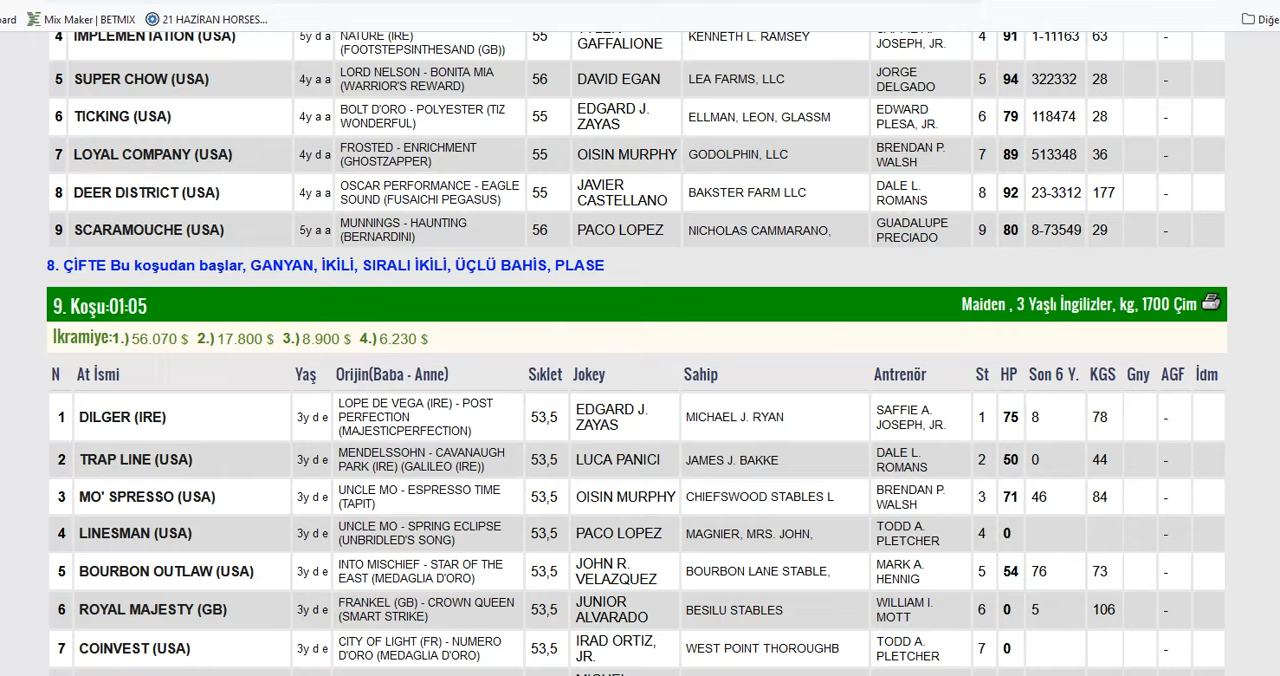 ard Mix Maker | BETMIX 21 HAZİRAN HORSES... Diğe
4 IMPLEMENTATION (USA) 5y d a NATURE (IRE) (FOOTSTEPSINTHESAND (GB)) 55 GAFFALIONE KENNETH L. RAMSEY JOSEPH, JR. 4 91 1-11163 63 -
5 SUPER CHOW (USA) 4y a a LORD NELSON - BONITA MIA (WARRIOR'S REWARD) 56 DAVID EGAN LEA FARMS, LLC JORGE DELGADO 5 94 322332 28 -
6 TICKING (USA) 4y a a BOLT D'ORO - POLYESTER (TIZ WONDERFUL) 55 EDGARD J. ZAYAS ELLMAN, LEON, GLASSM EDWARD PLESA, JR. 6 79 118474 28 -
7 LOYAL COMPANY (USA) 4y d a FROSTED - ENRICHMENT (GHOSTZAPPER) 55 OISIN MURPHY GODOLPHIN, LLC BRENDAN P. WALSH 7 89 513348 36 -
8 DEER DISTRICT (USA) 4y a a OSCAR PERFORMANCE - EAGLE SOUND (FUSAICHI PEGASUS) 55 JAVIER CASTELLANO BAKSTER FARM LLC DALE L. ROMANS 8 92 23-3312 177 -
9 SCARAMOUCHE (USA) 5y a a MUNNINGS - HAUNTING (BERNARDINI) 56 PACO LOPEZ NICHOLAS CAMMARANO, GUADALUPE PRECIADO 9 80 8-73549 29 -
8. ÇİFTE Bu koşudan başlar, GANYAN, İKİLİ, SIRALI İKİLİ, ÜÇLÜ BAHİS, PLASE
9. Koşu:01:05 Maiden , 3 Yaşlı İngilizler, kg, 1700 Çim
İkramiye:1.) 56.070 $ 2.) 17.800 $ 3.) 8.900 $ 4.) 6.230 $
N At İsmi Yaş Orijin(Baba - Anne) Sıklet Jokey Sahip Antrenör St HP Son 6 Y. KGS Gny AGF İdm
1 DILGER (IRE) 3y d e LOPE DE VEGA (IRE) - POST PERFECTION (MAJESTICPERFECTION) 53,5 EDGARD J. ZAYAS MICHAEL J. RYAN SAFFIE A. JOSEPH, JR. 1 75 8 78 -
2 TRAP LINE (USA) 3y d e MENDELSSOHN - CAVANAUGH PARK (IRE) (GALILEO (IRE)) 53,5 LUCA PANICI JAMES J. BAKKE DALE L. ROMANS 2 50 0 44 -
3 MO' SPRESSO (USA) 3y d e UNCLE MO - ESPRESSO TIME (TAPIT) 53,5 OISIN MURPHY CHIEFSWOOD STABLES L BRENDAN P. WALSH 3 71 46 84 -
4 LINESMAN (USA) 3y d e UNCLE MO - SPRING ECLIPSE (UNBRIDLED'S SONG) 53,5 PACO LOPEZ MAGNIER, MRS. JOHN, TODD A. PLETCHER 4 0 -
5 BOURBON OUTLAW (USA) 3y d e INTO MISCHIEF - STAR OF THE EAST (MEDAGLIA D'ORO) 53,5 JOHN R. VELAZQUEZ BOURBON LANE STABLE, MARK A. HENNIG 5 54 76 73 -
6 ROYAL MAJESTY (GB) 3y d e FRANKEL (GB) - CROWN QUEEN (SMART STRIKE) 53,5 JUNIOR ALVARADO BESILU STABLES WILLIAM I. MOTT 6 0 5 106 -
7 COINVEST (USA) 3y d e CITY OF LIGHT (FR) - NUMERO D'ORO (MEDAGLIA D'ORO) 53,5 IRAD ORTIZ, JR. WEST POINT THOROUGHB TODD A. PLETCHER 7 0 -